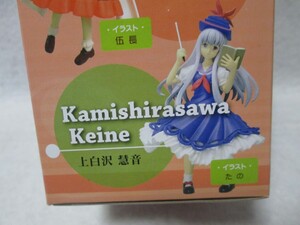 ・イラスト・
伍長
Kamishirasawa
Keine
上白沢 慧音
・イラスト・
たの